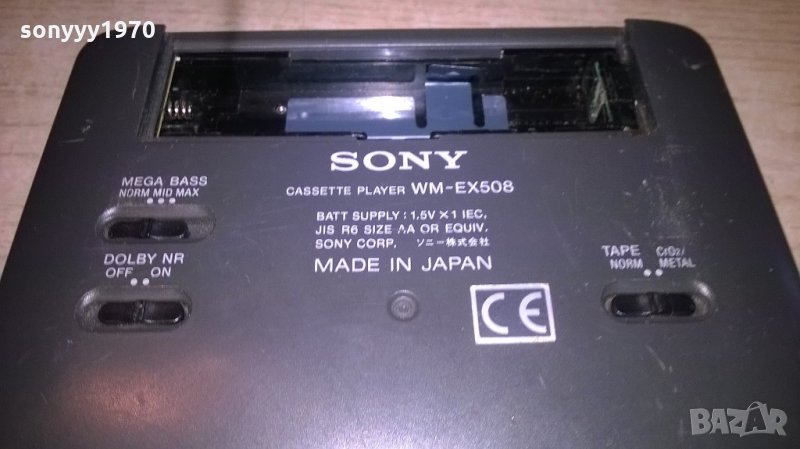 sonyyy1970
SONY
CASSETTE PLAYER WM-EX508
BATT SUPPLY : 1.5V X 1 IEC,
JIS R6 SIZE AA OR EQUIV.
SONY CORP. ソニー株式会社
MADE IN JAPAN
MEGA BASS
NORM MID MAX
DOLBY NR
OFF ON
TAPE CrO2/
NORM METAL
CE
BAZAR